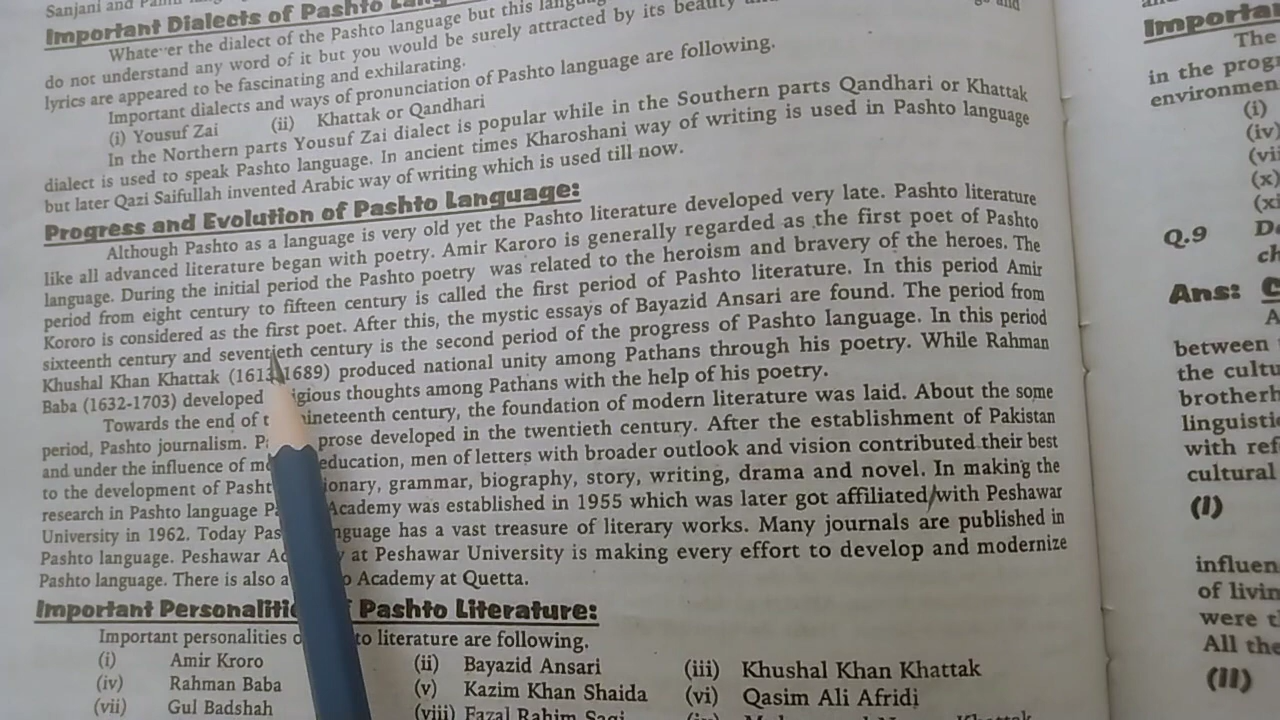 Sanjani and
Important Dialects of Pashto
Whatever the dialect of the Pashto language but this
do not understand any word of it but you would be surely attracted by its beauty
lyrics are appeared to be fascinating and exhilarating.
Important dialects and ways of pronunciation of Pashto language are following.
(i) Yousuf Zai (ii) Khattak or Qandhari
In the Northern parts Yousuf Zai dialect is popular while in the Southern parts Qandhari or Khattak
dialect is used to speak Pashto language. In ancient times Kharoshani way of writing is used in Pashto language
but later Qazi Saifullah invented Arabic way of writing which is used till now.
Progress and Evolution of Pashto Language:
Although Pashto as a language is very old yet the Pashto literature developed very late. Pashto literature
like all advanced literature began with poetry. Amir Karoro is generally regarded as the first poet of Pashto
language. During the initial period the Pashto poetry was related to the heroism and bravery of the heroes. The
period from eight century to fifteen century is called the first period of Pashto literature. In this period Amir
Kororo is considered as the first poet. After this, the mystic essays of Bayazid Ansari are found. The period from
sixteenth century and seventieth century is the second period of the progress of Pashto language. In this period
Khushal Khan Khattak (1613 1689) produced national unity among Pathans through his poetry. While Rahman
Baba (1632-1703) developed igious thoughts among Pathans with the help of his poetry.
Towards the end of t ineteenth century, the foundation of modern literature was laid. About the some
period, Pashto journalism. P prose developed in the twentieth century. After the establishment of Pakistan
and under the influence of m education, men of letters with broader outlook and vision contributed their best
to the development of Pasht ionary, grammar, biography, story, writing, drama and novel. In making the
research in Pashto language P Academy was established in 1955 which was later got affiliated/with Peshawar
University in 1962. Today Pas nguage has a vast treasure of literary works. Many journals are published in
Pashto language. Peshawar Ac y at Peshawar University is making every effort to develop and modernize
Pashto language. There is also a o Academy at Quetta.
Important Personaliti f Pashto Literature:
Important personalities o to literature are following.
(i) Amir Kroro (ii) Bayazid Ansari (iii) Khushal Khan Khattak
(iv) Rahman Baba (v) Kazim Khan Shaida (vi) Qasim Ali Afridi
(vii) Gul Badshah (viii) Fazal Rahim
Importan
The
in the progr
environmen
(i)
(iv)
(vii
(x)
(xi
Q.9 D
ch
Ans: C
A
between
the cultu
brotherh
linguisti
with ref
cultural
(I)
influen
of livin
were t
All the
(II)